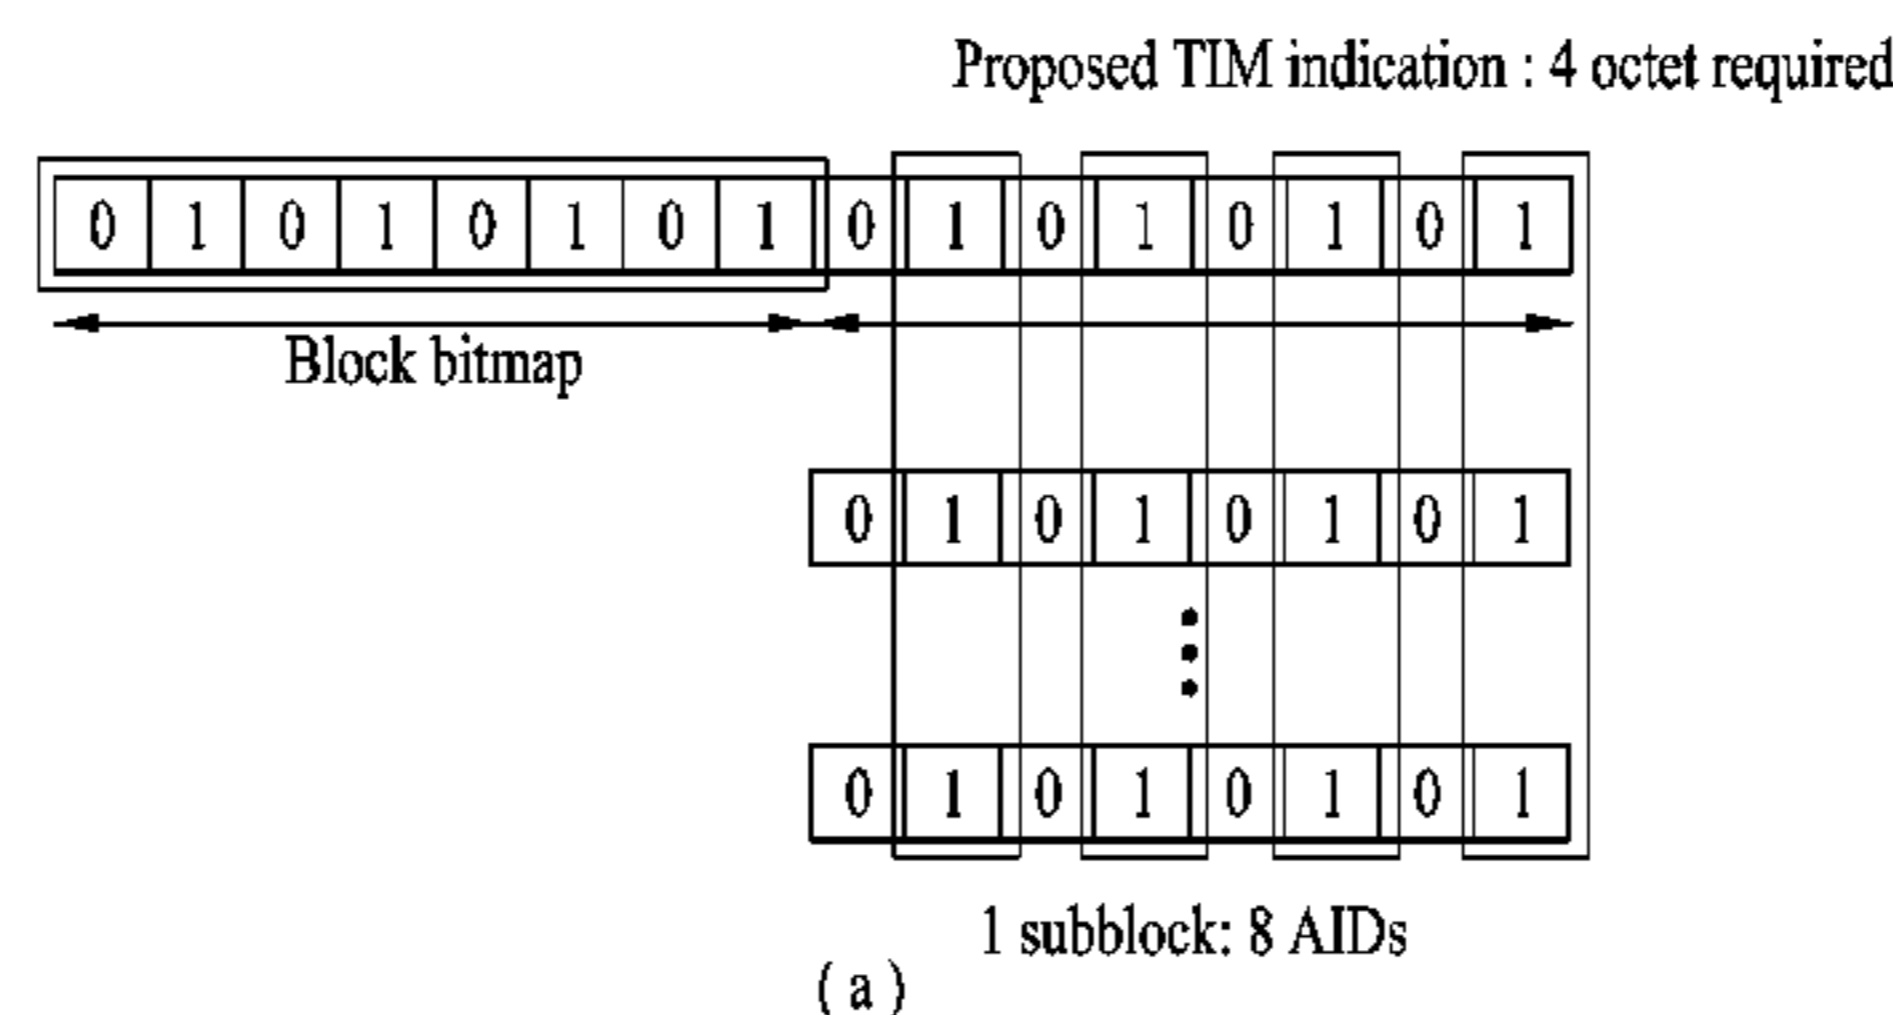 Proposed TIM indication : 4 octet required
0 1 0 1 0 1 0 1 0 1 0 1 0 1 0 1
Block bitmap
0 1 0 1 0 1 0 1
0 1 0 1 0 1 0 1
1 subblock: 8 AIDs
( a )